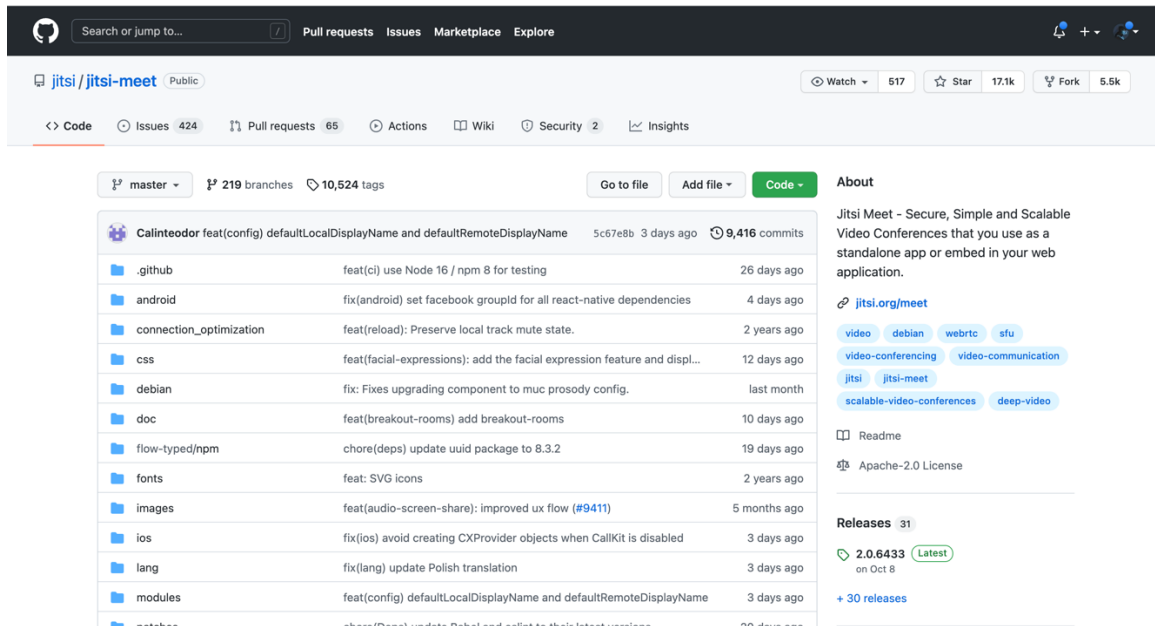 Search or jump to... / Pull requests Issues Marketplace Explore
jitsi / jitsi-meet Public Watch 517 Star 17.1k Fork 5.5k
<> Code Issues 424 Pull requests 65 Actions Wiki Security 2 Insights
master 219 branches 10,524 tags Go to file Add file Code
Calinteodor feat(config) defaultLocalDisplayName and defaultRemoteDisplayName 5c67e8b 3 days ago 9,416 commits
.github feat(ci) use Node 16 / npm 8 for testing 26 days ago
android fix(android) set facebook groupId for all react-native dependencies 4 days ago
connection_optimization feat(reload): Preserve local track mute state. 2 years ago
css feat(facial-expressions): add the facial expression feature and displ... 12 days ago
debian fix: Fixes upgrading component to muc prosody config. last month
doc feat(breakout-rooms) add breakout-rooms 10 days ago
flow-typed/npm chore(deps) update uuid package to 8.3.2 19 days ago
fonts feat: SVG icons 2 years ago
images feat(audio-screen-share): improved ux flow (#9411) 5 months ago
ios fix(ios) avoid creating CXProvider objects when CallKit is disabled 3 days ago
lang fix(lang) update Polish translation 3 days ago
modules feat(config) defaultLocalDisplayName and defaultRemoteDisplayName 3 days ago
About
Jitsi Meet - Secure, Simple and Scalable
Video Conferences that you use as a
standalone app or embed in your web
application.
jitsi.org/meet
video debian webrtc sfu
video-conferencing video-communication
jitsi jitsi-meet
scalable-video-conferences deep-video
Readme
Apache-2.0 License
Releases 31
2.0.6433 Latest
on Oct 8
+ 30 releases